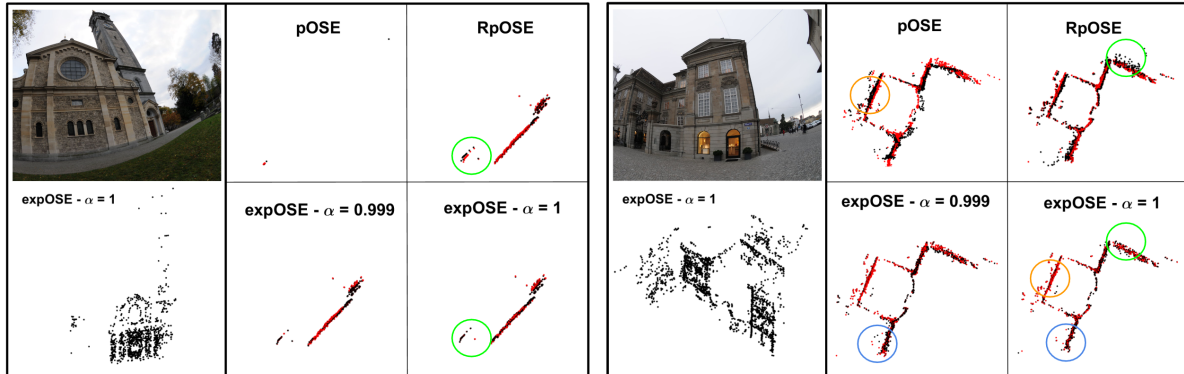 pOSE
RpOSE
expOSE - α = 1
expOSE - α = 0.999
expOSE - α = 1
pOSE
RpOSE
expOSE - α = 1
expOSE - α = 0.999
expOSE - α = 1